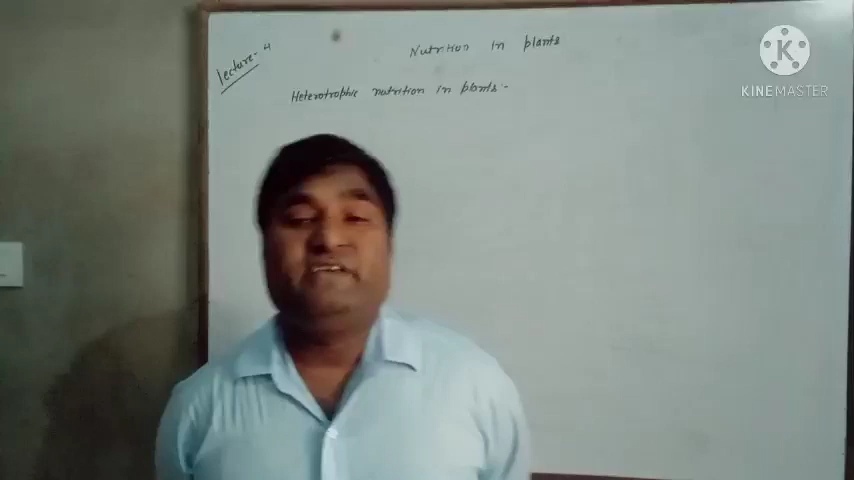 Lecture - 4
Nutrition in plants
Heterotrophic nutrition in plants :-
K
KINEMASTER